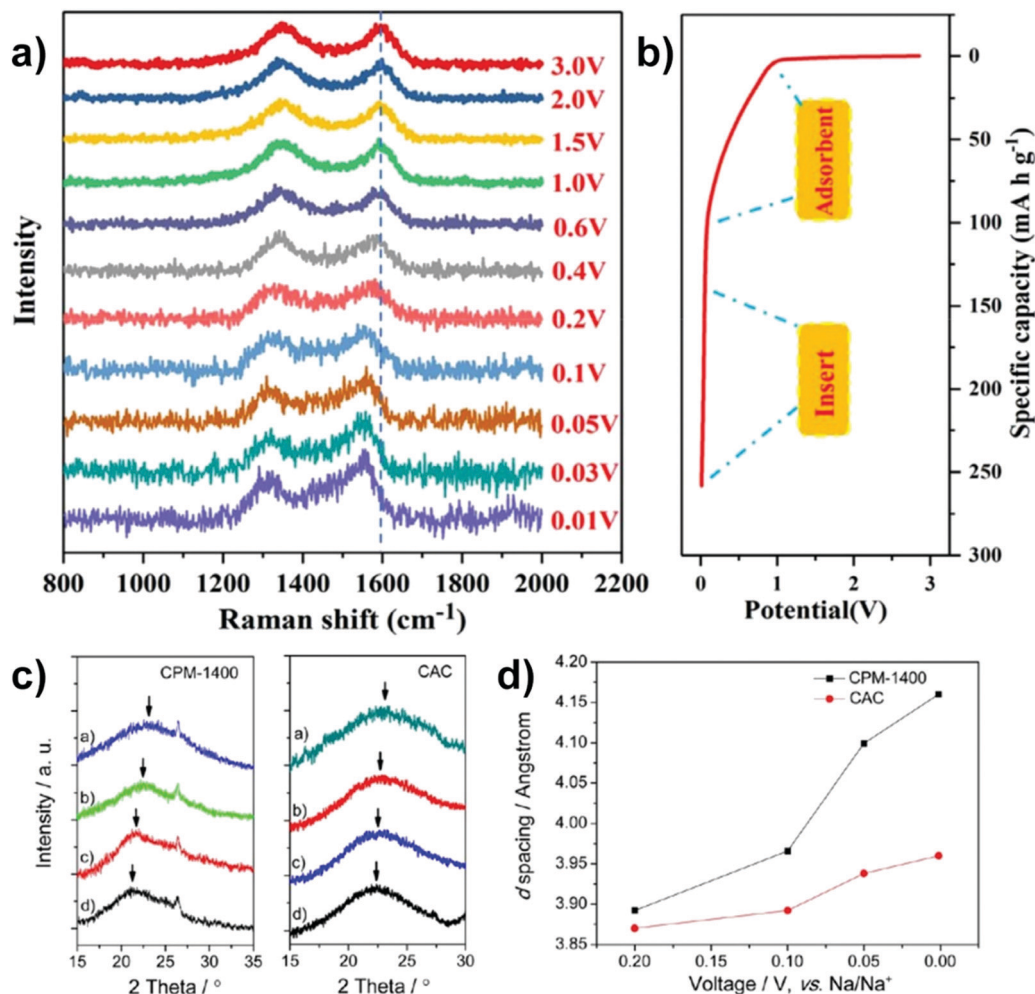 a)
3.0V
2.0V
1.5V
1.0V
0.6V
0.4V
0.2V
0.1V
0.05V
0.03V
0.01V
Intensity
800 1000 1200 1400 1600 1800 2000 2200
Raman shift (cm-1)
b)
Adsorbent
Insert
0
50
100
150
200
250
300
Specific capacity (mA h g-1)
0 1 2 3
Potential(V)
c)
CPM-1400
a)
b)
c)
d)
Intensity / a. u.
15 20 25 30 35
2 Theta / °
CAC
a)
b)
c)
d)
15 20 25 30
2 Theta / °
d)
CPM-1400
CAC
4.20
4.15
4.10
4.05
4.00
3.95
3.90
3.85
d spacing / Angstrom
0.20 0.15 0.10 0.05 0.00
Voltage / V, vs. Na/Na+